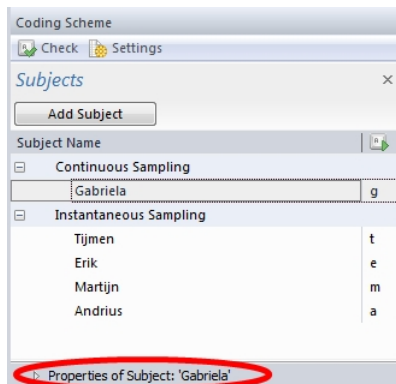 Coding Scheme
Check Settings
Subjects
Add Subject
Subject Name
Continuous Sampling
Gabriela g
Instantaneous Sampling
Tijmen t
Erik e
Martijn m
Andrius a
Properties of Subject: 'Gabriela'